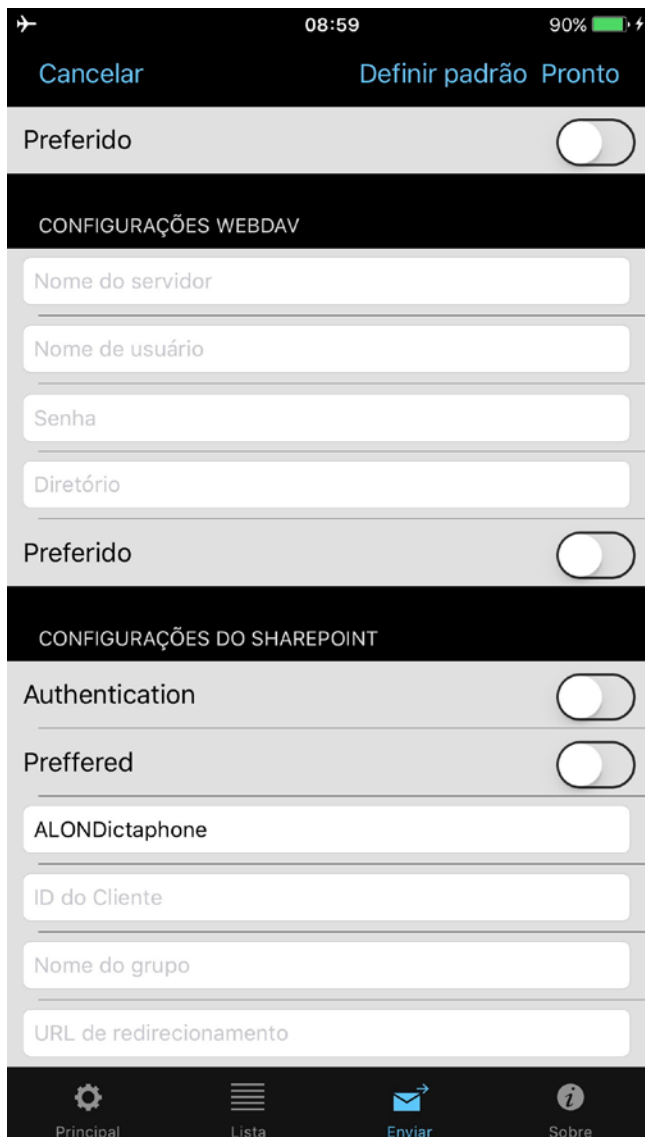 08:59
90%
Cancelar Definir padrão Pronto
Preferido
CONFIGURAÇÕES WEBDAV
Nome do servidor
Nome de usuário
Senha
Diretório
Preferido
CONFIGURAÇÕES DO SHAREPOINT
Authentication
Preffered
ALONDictaphone
ID do Cliente
Nome do grupo
URL de redirecionamento
Principal Lista Enviar Sobre